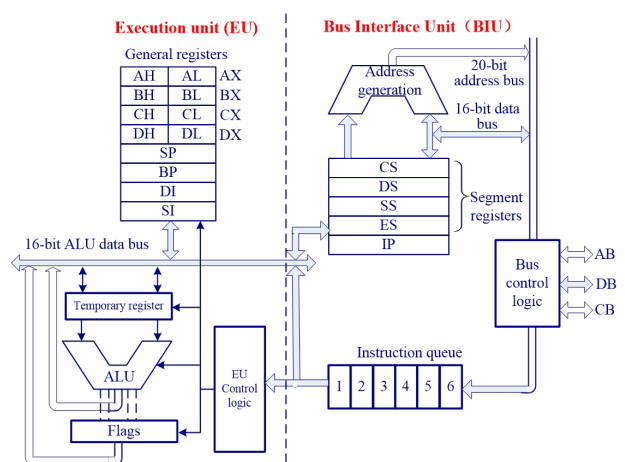 Execution unit (EU)
Bus Interface Unit（BIU）
General registers
AH AL AX
BH BL BX
CH CL CX
DH DL DX
SP
BP
DI
SI
16-bit ALU data bus
Temporary register
ALU
Flags
EU
Control
logic
Address
generation
20-bit
address bus
16-bit data
bus
CS
DS
SS
ES
IP
Segment
registers
Bus
control
logic
AB
DB
CB
Instruction queue
1 2 3 4 5 6